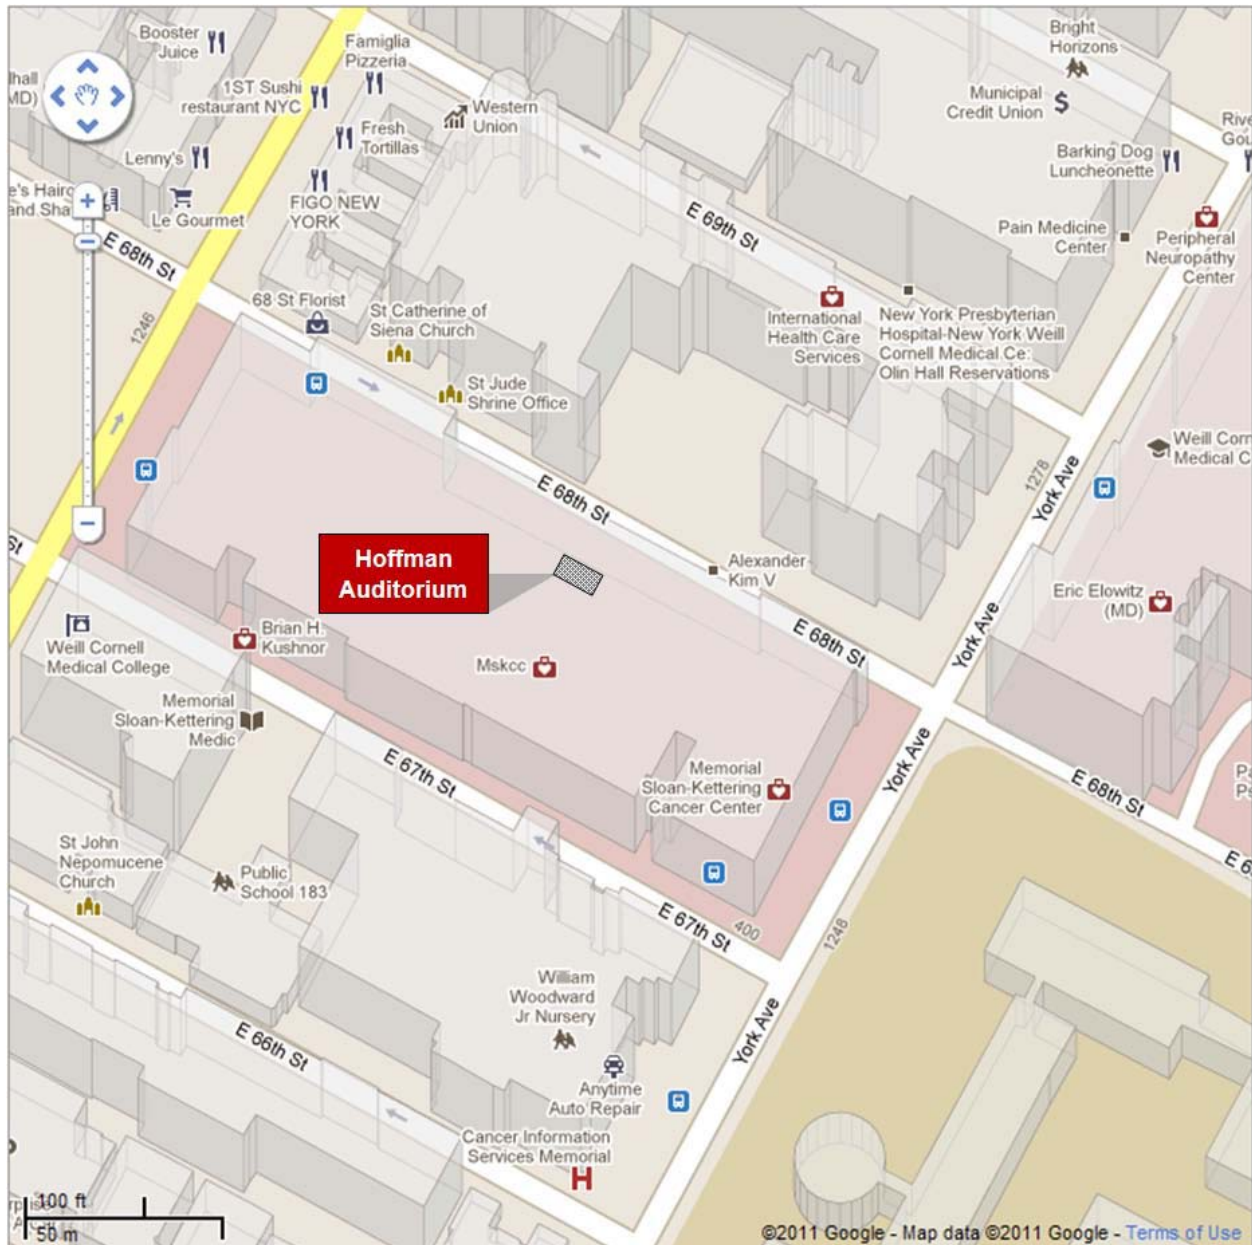 Booster
Juice
Famiglia
Pizzeria
Bright
Horizons
1ST Sushi
restaurant NYC
Western
Union
Municipal
Credit Union
$
Fresh
Tortillas
Lenny's
Barking Dog
Luncheonette
Le Gourmet
FIGO NEW
YORK
E 69th St
Pain Medicine
Center
Peripheral
Neuropathy
Center
E 68th St
68 St Florist
St Catherine of
Siena Church
International
Health Care
Services
New York Presbyterian
Hospital-New York Weill
Cornell Medical Ce:
Olin Hall Reservations
1246
St Jude
Shrine Office
Weill Corn
Medical C
1278
York Ave
E 68th St
Hoffman
Auditorium
Alexander
Kim V
Eric Elowitz
(MD)
St
Weill Cornell
Medical College
Brian H.
Kushnor
E 68th St
York Ave
Mskcc
Memorial
Sloan-Kettering
Medic
E 67th St
Memorial
Sloan-Kettering
Cancer Center
York Ave
E 68th St
St John
Nepomucene
Church
Public
School 183
E 67th St
400
1248
William
Woodward
Jr Nursery
York Ave
E 66th St
Anytime
Auto Repair
Cancer Information
Services Memorial
H
100 ft
50 m
©2011 Google - Map data ©2011 Google - Terms of Use